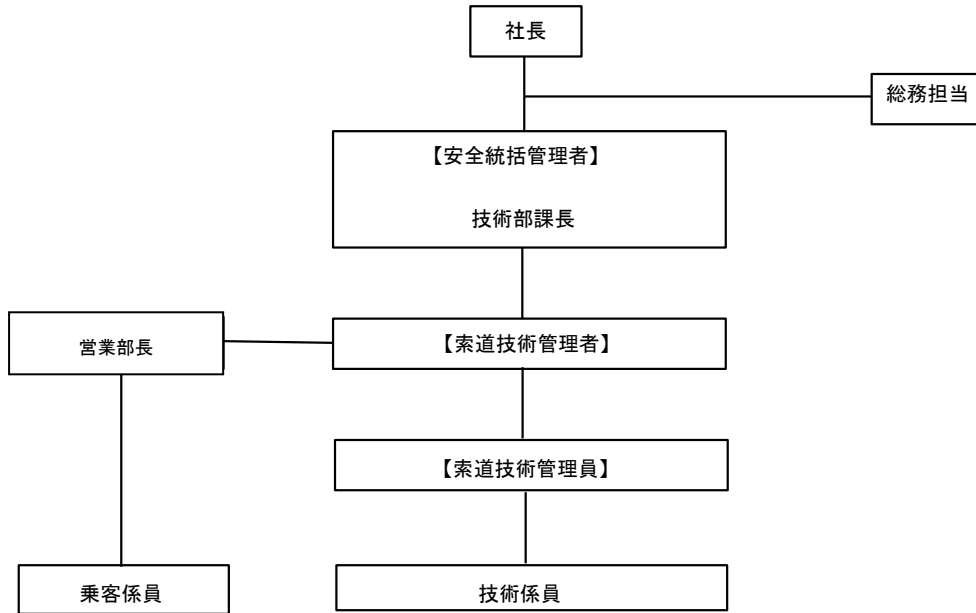 社長
総務担当
【安全統括管理者】
技術部課長
営業部長
【索道技術管理者】
【索道技術管理員】
乗客係員
技術係員